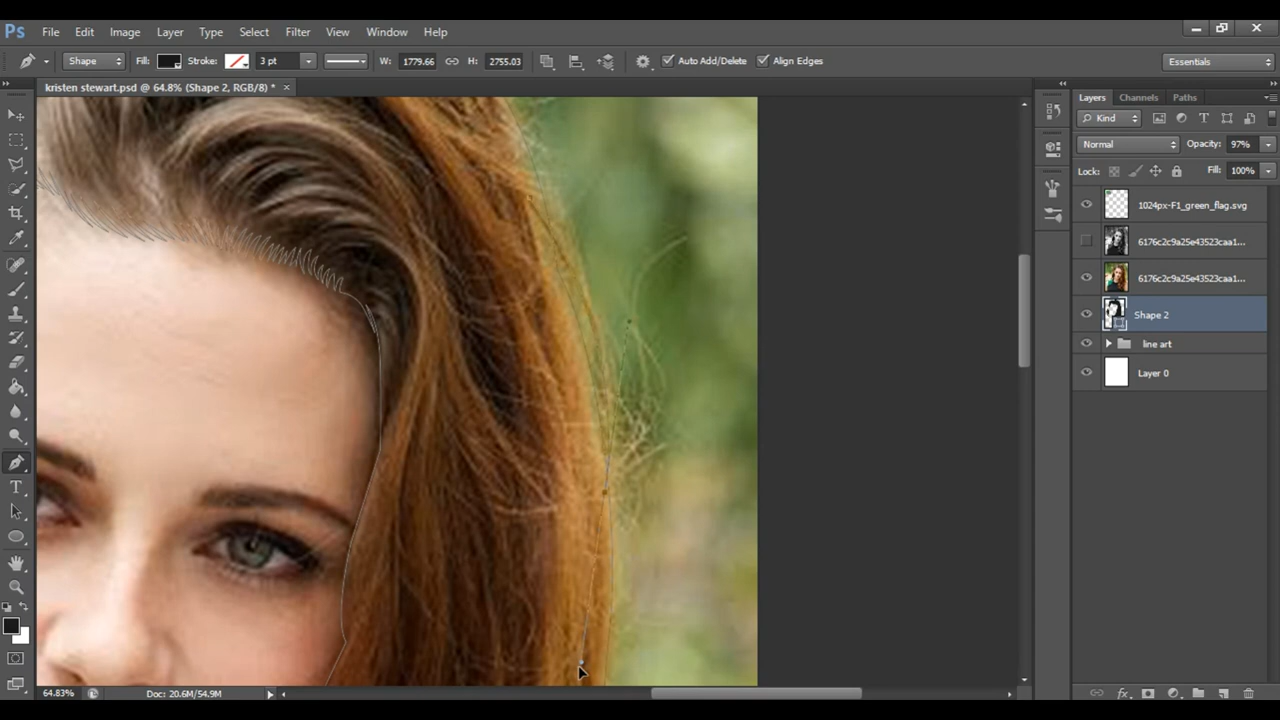 Ps File Edit Image Layer Type Select Filter View Window Help
Shape Fill: Stroke: 3 pt W: 1779.66 H: 2755.03 Auto Add/Delete Align Edges Essentials
kristen stewart.psd @ 64.8% (Shape 2, RGB/8) * ×
Layers Channels Paths
Kind T
Normal Opacity: 97%
Lock: Fill: 100%
1024px-F1_green_flag.svg
6176c2c9a25e43523caa1...
6176c2c9a25e43523caa1...
Shape 2
line art
Layer 0
T
64.83% Doc: 20.6M/54.9M
fx